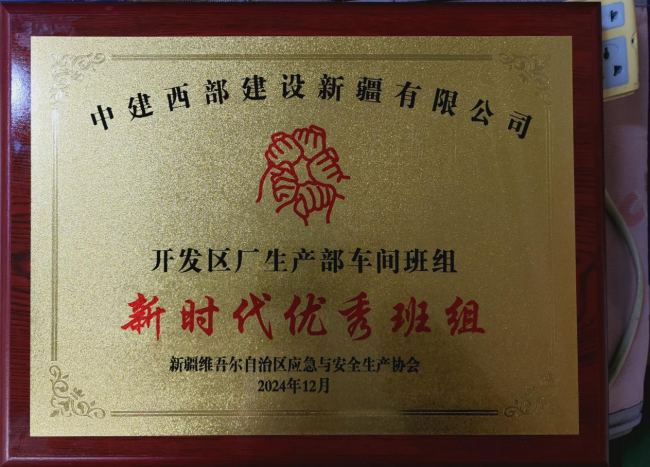 中建西部建设新疆有限公司
开发区厂生产部车间班组
新时代优秀班组
新疆维吾尔自治区应急与安全生产协会
2024年12月